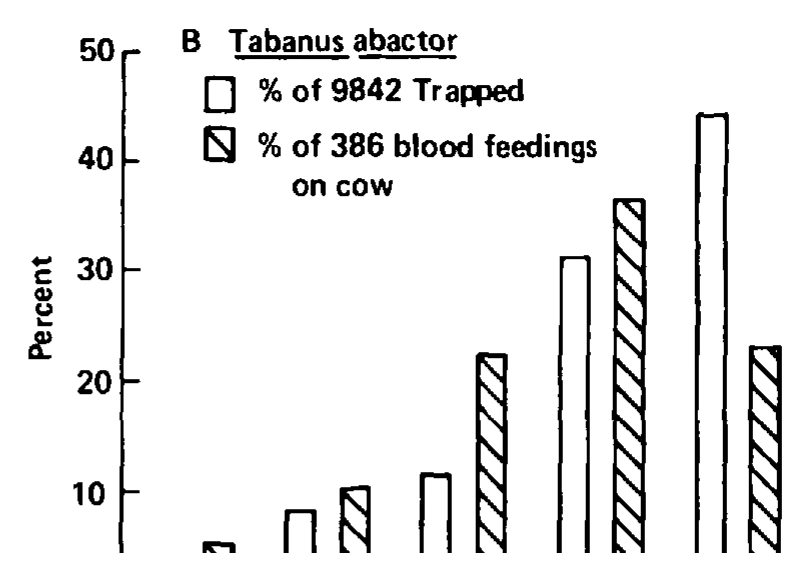 50
B Tabanus abactor
% of 9842 Trapped
40
% of 386 blood feedings
on cow
30
Percent
20
10